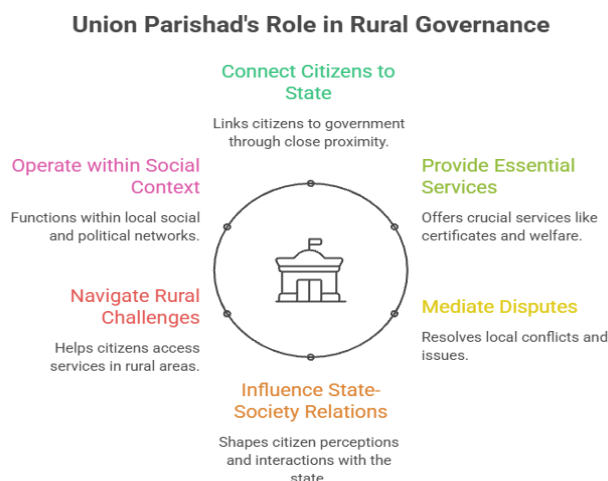 Union Parishad's Role in Rural Governance
Connect Citizens to
State
Links citizens to government
through close proximity.
Provide Essential
Services
Offers crucial services like
certificates and welfare.
Mediate Disputes
Resolves local conflicts and
issues.
Influence State-
Society Relations
Shapes citizen perceptions
and interactions with the
state.
Navigate Rural
Challenges
Helps citizens access
services in rural areas.
Operate within Social
Context
Functions within local social
and political networks.